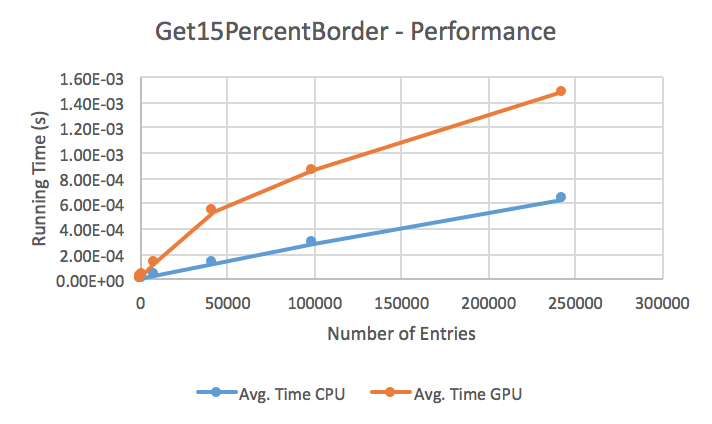 Get15PercentBorder - Performance
Running Time (s)
1.60E-03
1.40E-03
1.20E-03
1.00E-03
8.00E-04
6.00E-04
4.00E-04
2.00E-04
0.00E+00
0 50000 100000 150000 200000 250000 300000
Number of Entries
Avg. Time CPU Avg. Time GPU